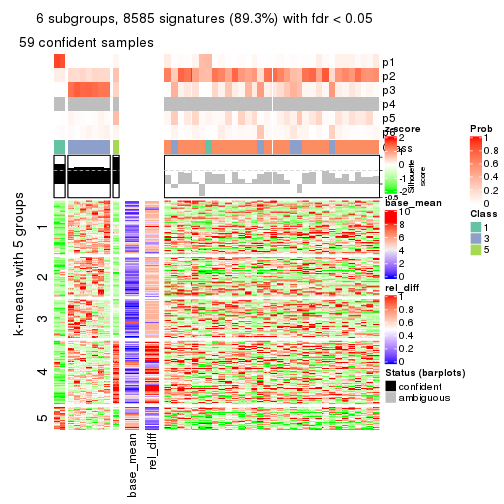 6 subgroups, 8585 signatures (89.3%) with fdr < 0.05
59 confident samples
p1
p2
p3
p4
p5
p6
Class
Silhouette
score
k-means with 5 groups
1
2
3
4
5
base_mean
rel_diff
z-score
2
1
0
-1
-2
base_mean
10
8
6
4
2
0
rel_diff
1
0.8
0.6
0.4
0.2
0
Status (barplots)
confident
ambiguous
Prob
1
0.8
0.6
0.4
0.2
0
Class
1
3
5